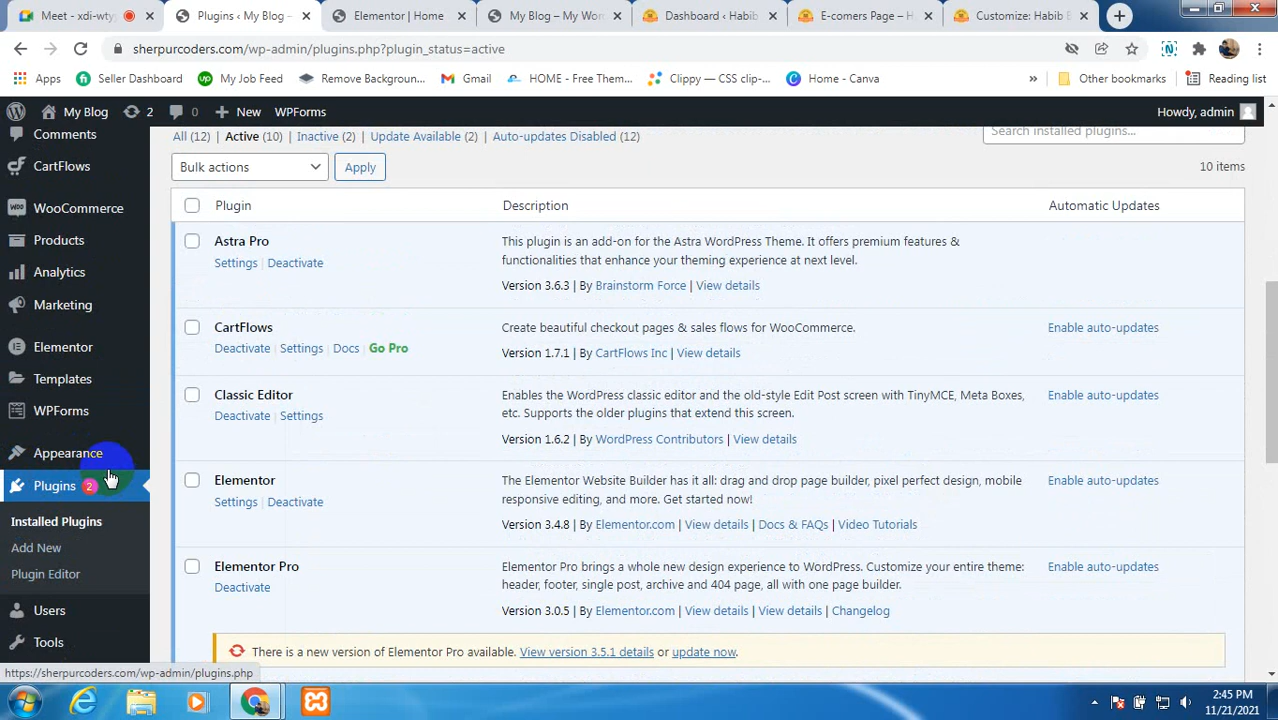 Meet - xdi-wty
Plugins ‹ My Blog –
Elementor | Home
My Blog – My Wor
Dashboard ‹ Habib
E-comers Page – H
Customize: Habib B
sherpurcoders.com/wp-admin/plugins.php?plugin_status=active
Apps
Seller Dashboard
My Job Feed
Remove Backgroun...
Gmail
HOME - Free Them...
Clippy — CSS clip-...
Home - Canva
»
Other bookmarks
Reading list
My Blog
2
0
New
WPForms
Howdy, admin
Comments
CartFlows
WooCommerce
Products
Analytics
Marketing
Elementor
Templates
WPForms
Appearance
Plugins 2
Installed Plugins
Add New
Plugin Editor
Users
Tools
All (12) Active (10) | Inactive (2) | Update Available (2) | Auto-updates Disabled (12)
Search installed plugins...
Bulk actions
Apply
10 items
Plugin
Description
Automatic Updates
Astra Pro
Settings | Deactivate
This plugin is an add-on for the Astra WordPress Theme. It offers premium features &
functionalities that enhance your theming experience at next level.
Version 3.6.3 | By Brainstorm Force | View details
CartFlows
Deactivate | Settings | Docs | Go Pro
Create beautiful checkout pages & sales flows for WooCommerce.
Version 1.7.1 | By CartFlows Inc | View details
Enable auto-updates
Classic Editor
Deactivate | Settings
Enables the WordPress classic editor and the old-style Edit Post screen with TinyMCE, Meta Boxes,
etc. Supports the older plugins that extend this screen.
Version 1.6.2 | By WordPress Contributors | View details
Enable auto-updates
Elementor
Settings | Deactivate
The Elementor Website Builder has it all: drag and drop page builder, pixel perfect design, mobile
responsive editing, and more. Get started now!
Version 3.4.8 | By Elementor.com | View details | Docs & FAQs | Video Tutorials
Enable auto-updates
Elementor Pro
Deactivate
Elementor Pro brings a whole new design experience to WordPress. Customize your entire theme:
header, footer, single post, archive and 404 page, all with one page builder.
Version 3.0.5 | By Elementor.com | View details | View details | Changelog
Enable auto-updates
There is a new version of Elementor Pro available. View version 3.5.1 details or update now.
https://sherpurcoders.com/wp-admin/plugins.php
2:45 PM
11/21/2021